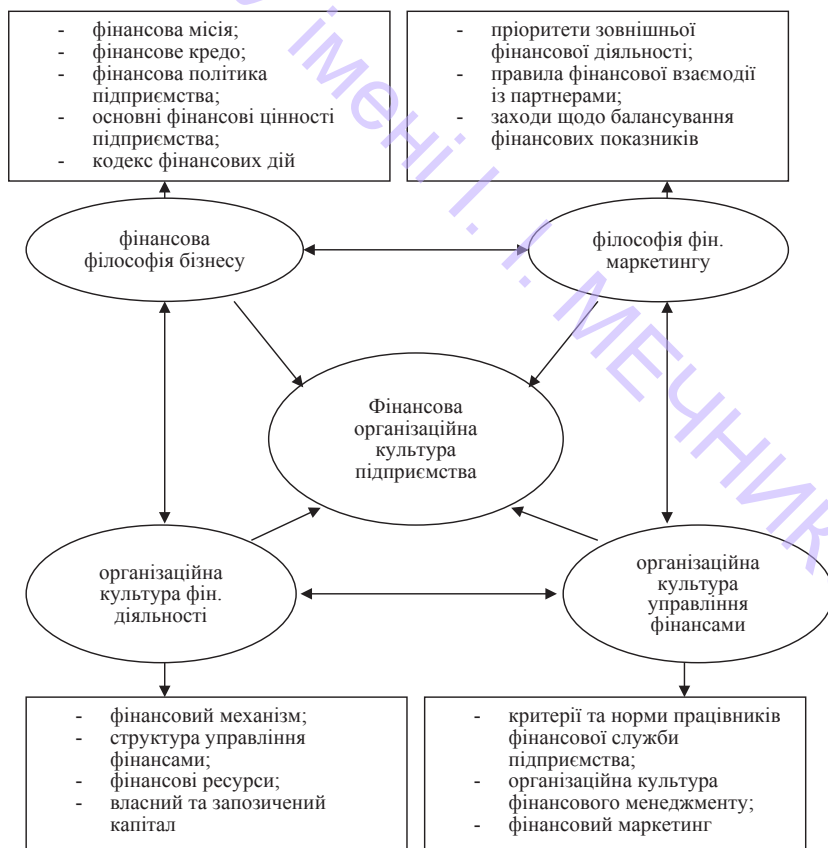 - фінансова місія;
- фінансове кредо;
- фінансова політика
підприємства;
- основні фінансові цінності
підприємства;
- кодекс фінансових дій
- пріоритети зовнішньої
фінансової діяльності;
- правила фінансової взаємодії
із партнерами;
- заходи щодо балансування
фінансових показників
фінансова
філософія бізнесу
філософія фін.
маркетингу
Фінансова
організаційна
культура
підприємства
організаційна
культура фін.
діяльності
організаційна
культура
управління
фінансами
- фінансовий механізм;
- структура управління
фінансами;
- фінансові ресурси;
- власний та запозичений
капітал
- критерії та норми працівників
фінансової служби
підприємства;
- організаційна культура
фінансового менеджменту;
- фінансовий маркетинг
імені І. І. МЕЧНИК